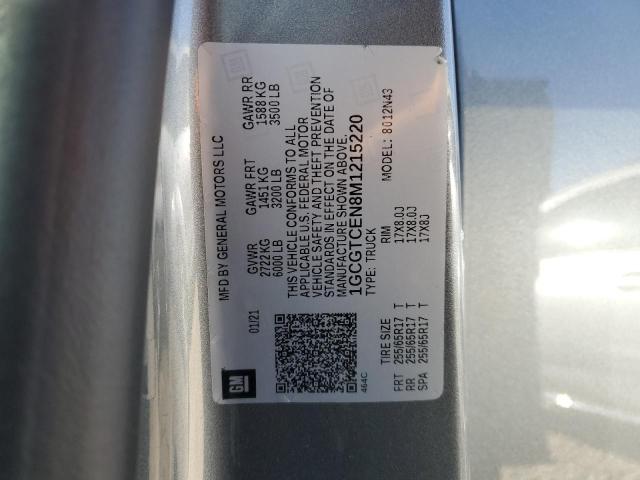 MFD BY GENERAL MOTORS LLC
01/21
GVWR GAWR FRT GAWR RR
2722 KG 1451 KG 1588 KG
6000 LB 3200 LB 3500 LB
THIS VEHICLE CONFORMS TO ALL
APPLICABLE U.S. FEDERAL MOTOR
VEHICLE SAFETY AND THEFT PREVENTION
STANDARDS IN EFFECT ON THE DATE OF
MANUFACTURE SHOWN ABOVE.
1GCGTCEN8M1215220
TYPE: TRUCK MODEL: 8012N43
GM
464C
TIRE SIZE RIM
FRT 255/65R17 T 17X8.0J
RR 255/65R17 T 17X8.0J
SPA 255/65R17 T 17X8J